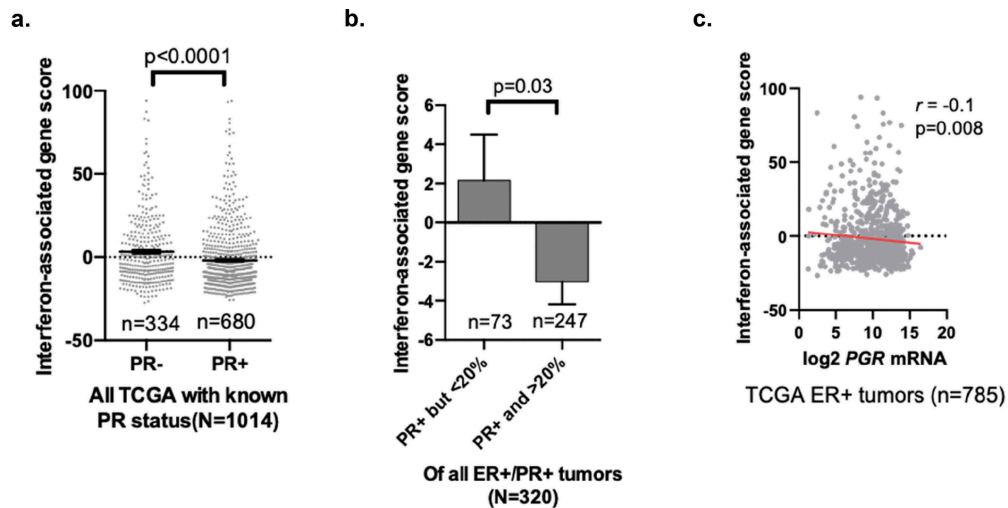 a.
p<0.0001
Interferon-associated gene score
100
50
0
-50
n=334 n=680
PR- PR+
All TCGA with known
PR status(N=1014)
b.
p=0.03
Interferon-associated gene score
6
4
2
0
-2
-4
-6
n=73 n=247
PR+ but <20%
PR+ and >20%
Of all ER+/PR+ tumors
(N=320)
c.
Interferon-associated gene score
100
50
0
-50
r = -0.1
p=0.008
0 5 10 15 20
log2 PGR mRNA
TCGA ER+ tumors (n=785)